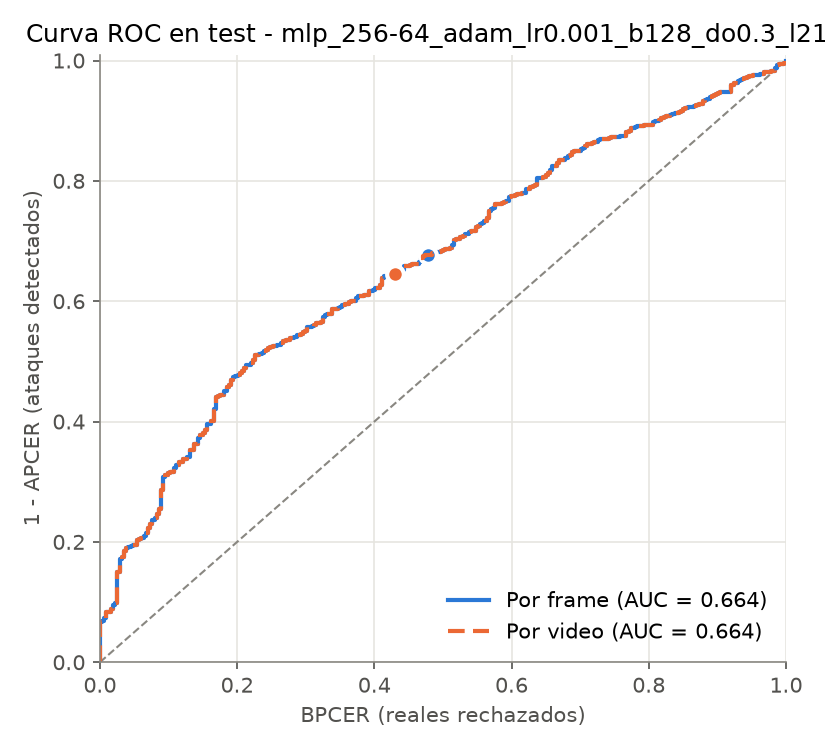 Curva ROC en test - mlp_256-64_adam_lr0.001_b128_do0.3_l21
1 - APCER (ataques detectados)
1.0
0.8
0.6
0.4
0.2
0.0
Por frame (AUC = 0.664)
Por video (AUC = 0.664)
0.0 0.2 0.4 0.6 0.8 1.0
BPCER (reales rechazados)